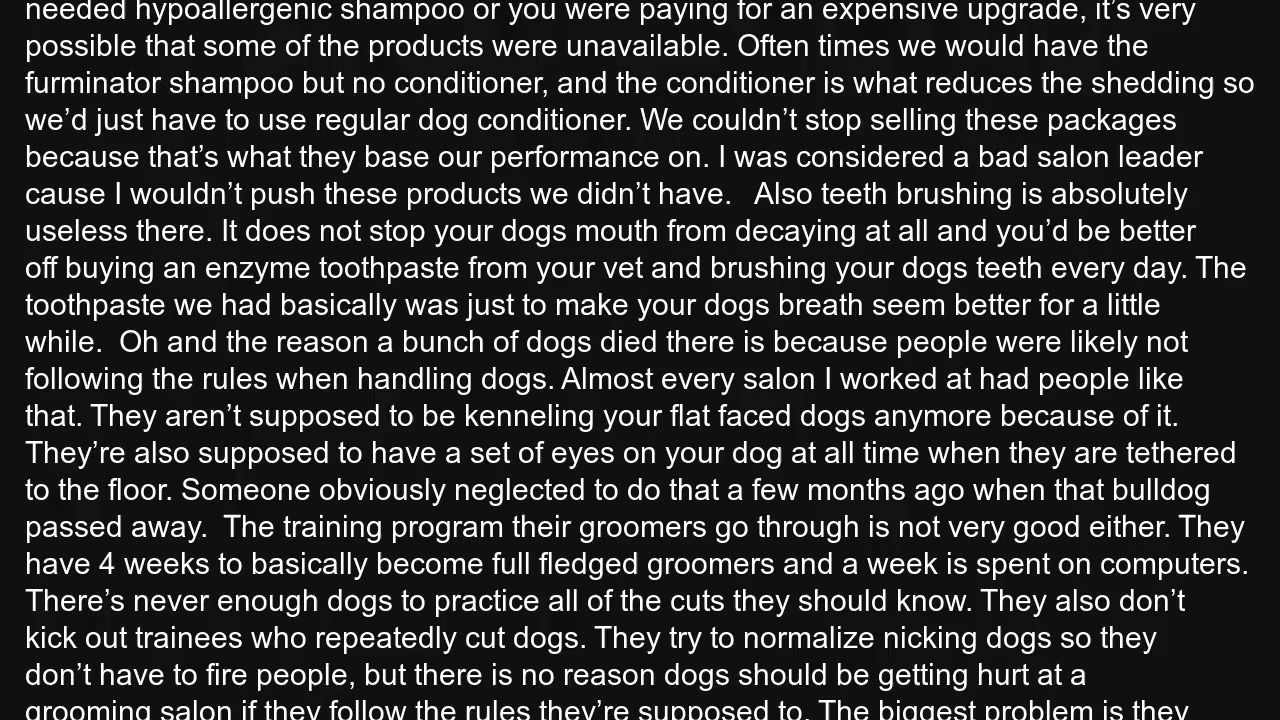 needed hypoallergenic shampoo or you were paying for an expensive upgrade, it’s very
possible that some of the products were unavailable. Often times we would have the
furminator shampoo but no conditioner, and the conditioner is what reduces the shedding so
we’d just have to use regular dog conditioner. We couldn’t stop selling these packages
because that’s what they base our performance on. I was considered a bad salon leader
cause I wouldn’t push these products we didn’t have.   Also teeth brushing is absolutely
useless there. It does not stop your dogs mouth from decaying at all and you’d be better
off buying an enzyme toothpaste from your vet and brushing your dogs teeth every day. The
toothpaste we had basically was just to make your dogs breath seem better for a little
while.  Oh and the reason a bunch of dogs died there is because people were likely not
following the rules when handling dogs. Almost every salon I worked at had people like
that. They aren’t supposed to be kenneling your flat faced dogs anymore because of it.
They’re also supposed to have a set of eyes on your dog at all time when they are tethered
to the floor. Someone obviously neglected to do that a few months ago when that bulldog
passed away.  The training program their groomers go through is not very good either. They
have 4 weeks to basically become full fledged groomers and a week is spent on computers.
There’s never enough dogs to practice all of the cuts they should know. They also don’t
kick out trainees who repeatedly cut dogs. They try to normalize nicking dogs so they
don’t have to fire people, but there is no reason dogs should be getting hurt at a
grooming salon if they follow the rules they’re supposed to. The biggest problem is they